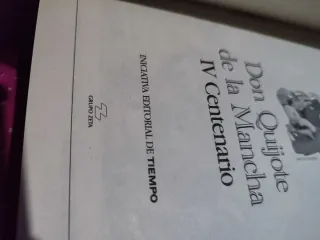 Don Quijote
de la Mancha
IV Centenario
INICIATIVA EDITORIAL DE TIEMPO
GRUPO ZETA